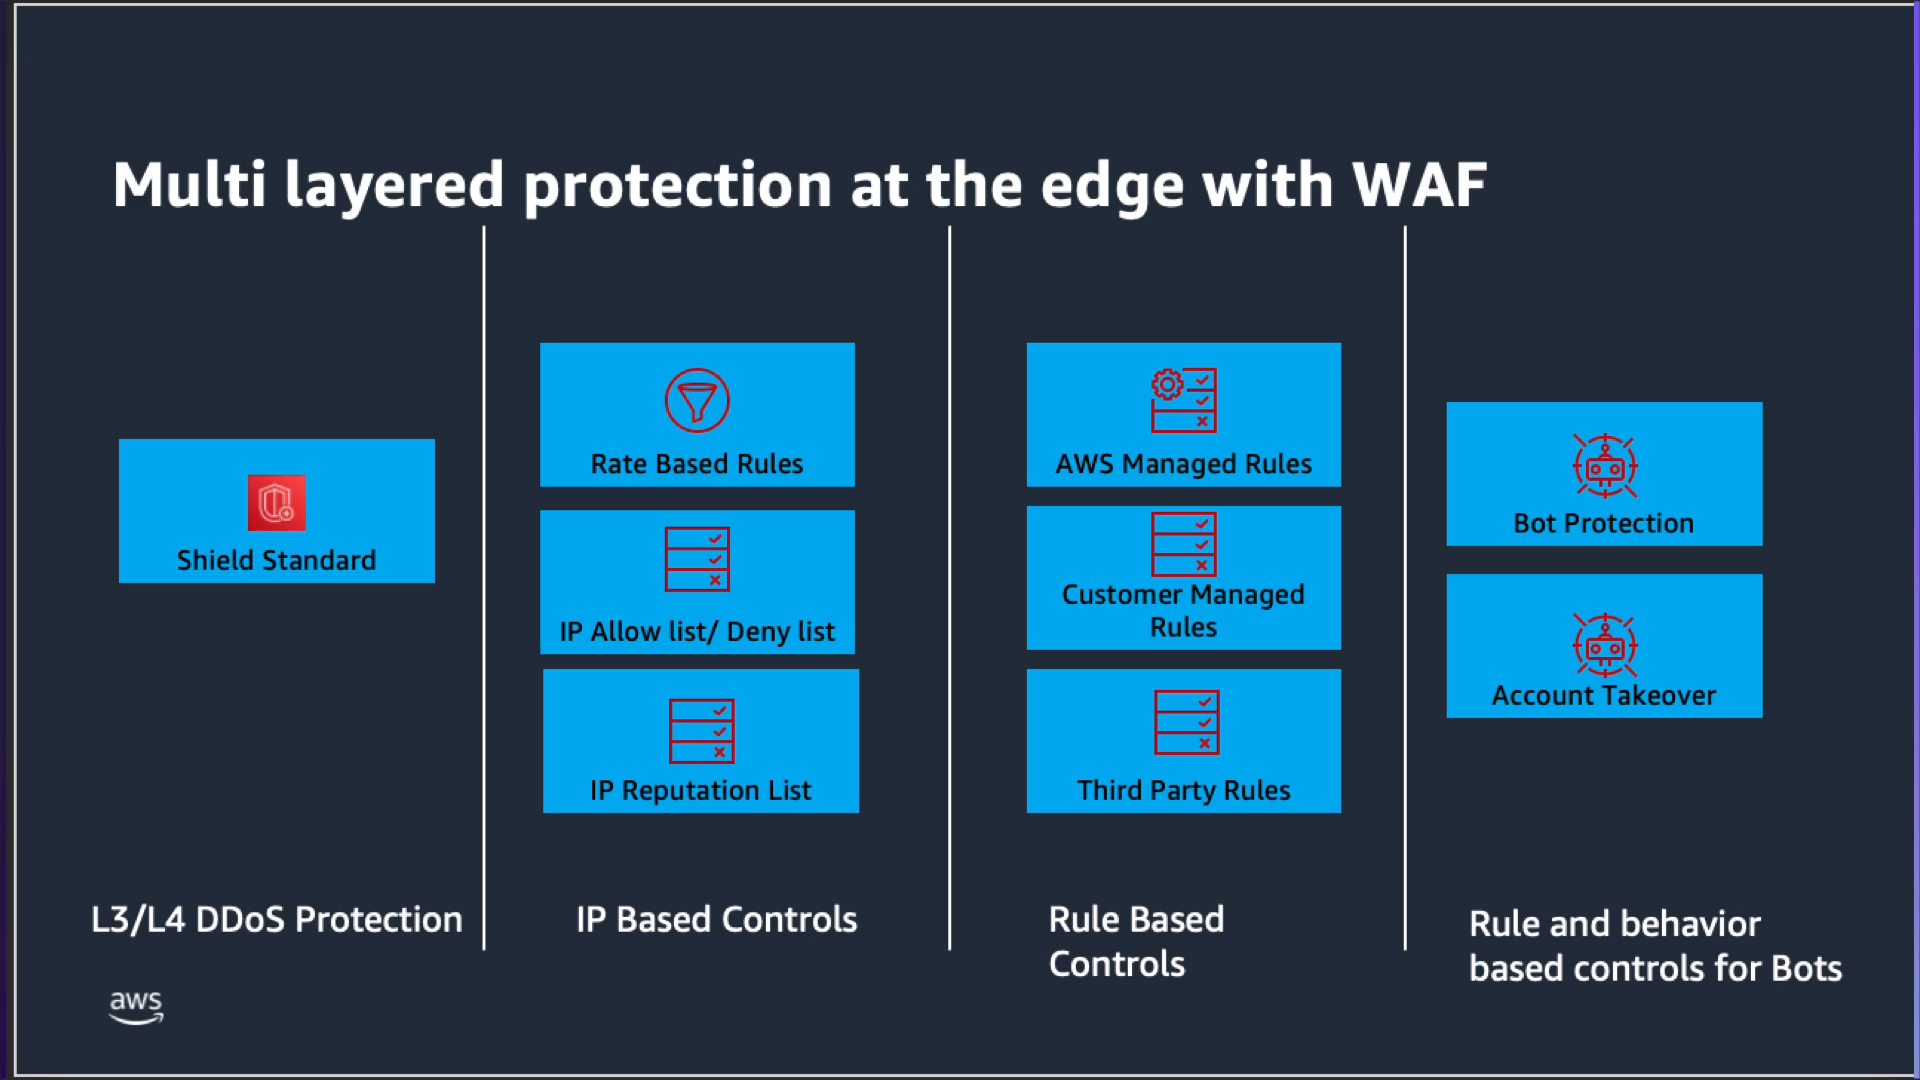 Multi layered protection at the edge with WAF
Shield Standard
L3/L4 DDoS Protection
Rate Based Rules
IP Allow list/ Deny list
IP Reputation List
IP Based Controls
AWS Managed Rules
Customer Managed
Rules
Third Party Rules
Rule Based
Controls
Bot Protection
Account Takeover
Rule and behavior
based controls for Bots
aws